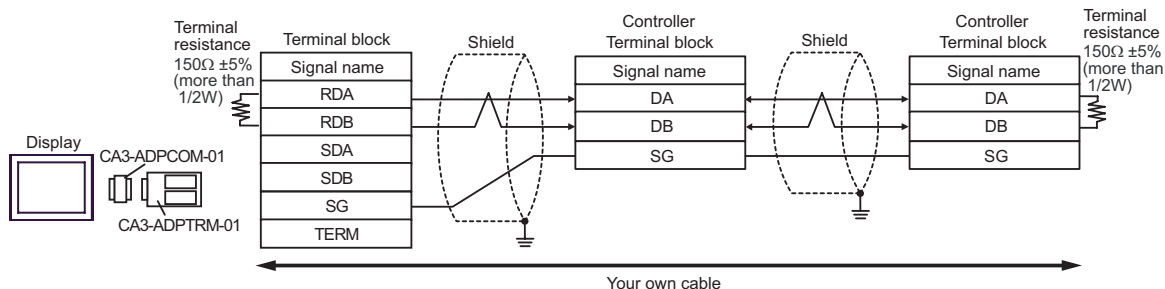 Terminal
resistance
150Ω ±5%
(more than
1/2W)
Display
CA3-ADPCOM-01
CA3-ADPTRM-01
Terminal block
Signal name
RDA
RDB
SDA
SDB
SG
TERM
Shield
Controller
Terminal block
Signal name
DA
DB
SG
Shield
Controller
Terminal block
Signal name
DA
DB
SG
Terminal
resistance
150Ω ±5%
(more than
1/2W)
Your own cable